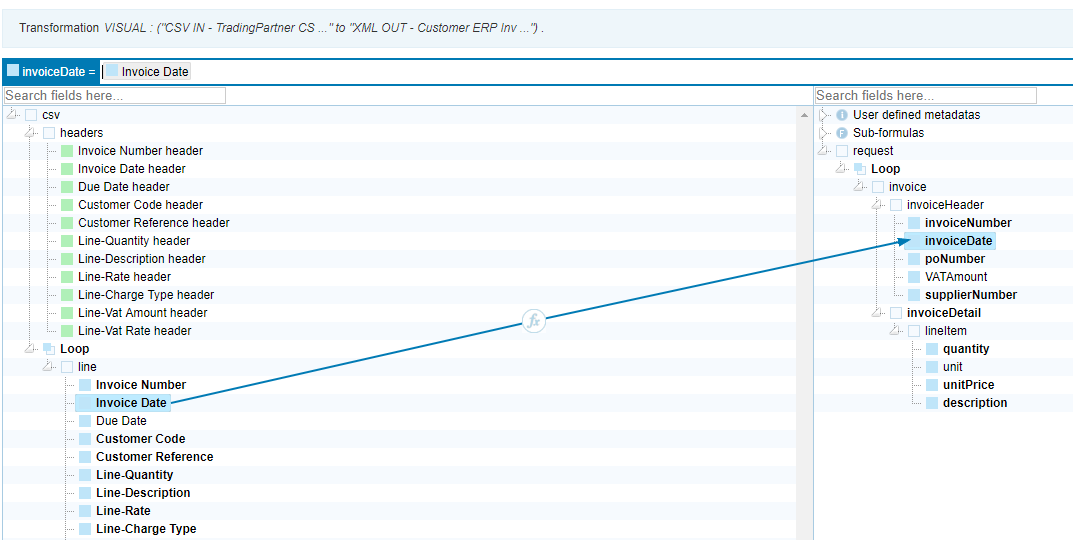 Transformation VISUAL : ("CSV IN - TradingPartner CS ..." to "XML OUT - Customer ERP Inv ...") .
invoiceDate = Invoice Date
Search fields here...
csv
headers
Invoice Number header
Invoice Date header
Due Date header
Customer Code header
Customer Reference header
Line-Quantity header
Line-Description header
Line-Rate header
Line-Charge Type header
Line-Vat Amount header
Line-Vat Rate header
Loop
line
Invoice Number
Invoice Date
Due Date
Customer Code
Customer Reference
Line-Quantity
Line-Description
Line-Rate
Line-Charge Type
fx
Search fields here...
i User defined metadatas
F Sub-formulas
request
Loop
invoice
invoiceHeader
invoiceNumber
invoiceDate
poNumber
VATAmount
supplierNumber
invoiceDetail
lineItem
quantity
unit
unitPrice
description